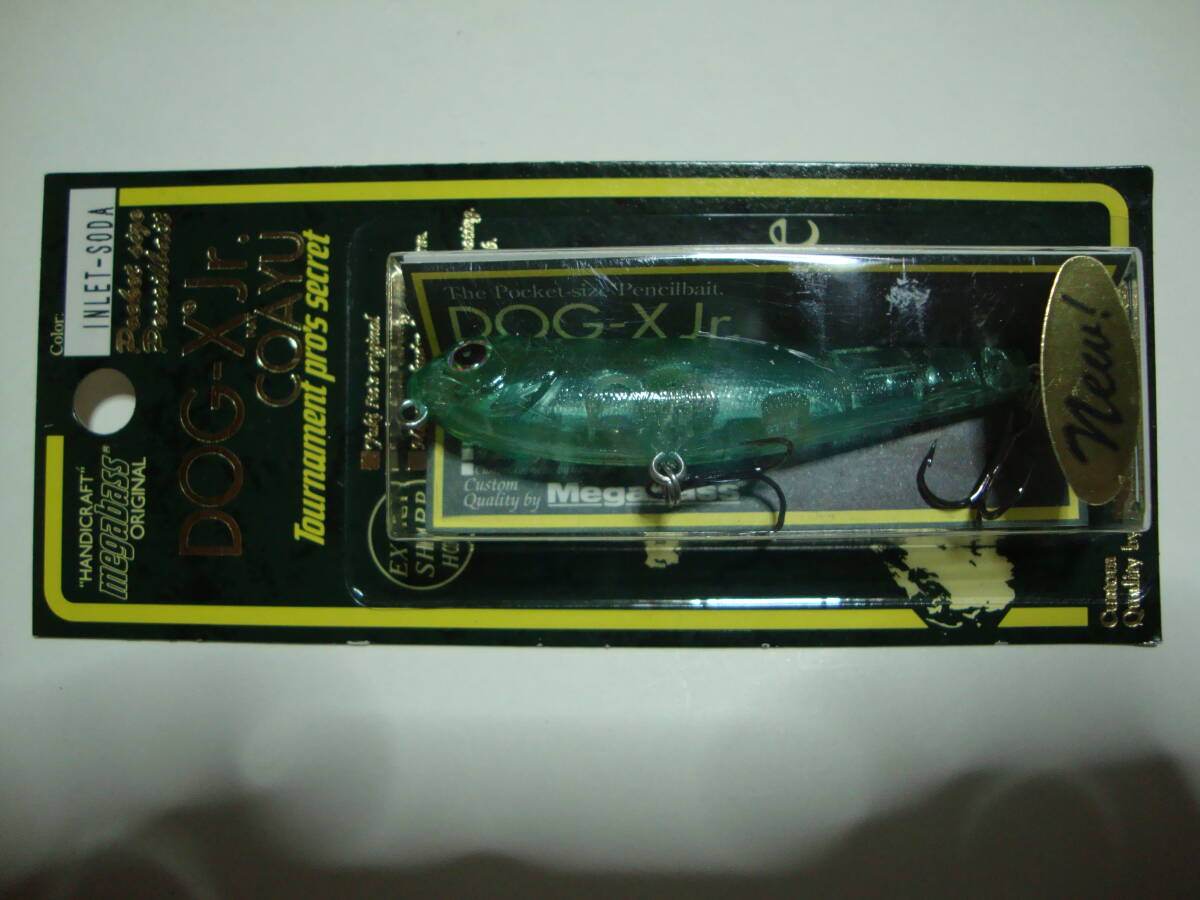 Color:
INLET-SODA
Pocket size
Pencilbait
DOG-X Jr.
COAYU
Tournament pro's secret
"HANDICRAFT"
megabass®
ORIGINAL
The Pocket-size Pencilbait.
DOG-X Jr
Custom
Quality by
MegaBass
New!
e
Custom
Quality by